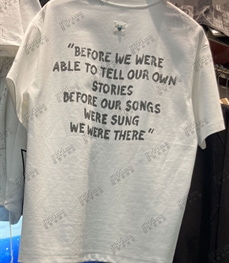 "BEFORE WE WERE
ABLE TO TELL OUR OWN
STORIES
BEFORE OUR SONGS
WERE SUNG
WE WERE THERE"